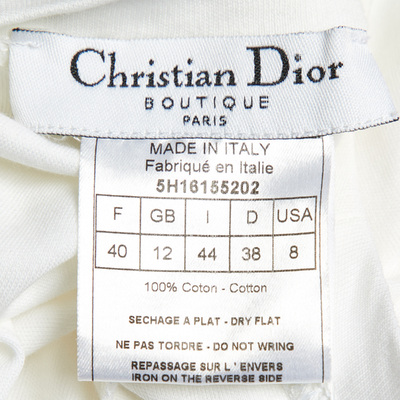 Christian Dior
BOUTIQUE
PARIS
MADE IN ITALY
Fabriqué en Italie
5H16155202
F GB I D USA
40 12 44 38 8
100% Coton - Cotton
SECHAGE A PLAT - DRY FLAT
NE PAS TORDRE - DO NOT WRING
REPASSAGE SUR L' ENVERS
IRON ON THE REVERSE SIDE